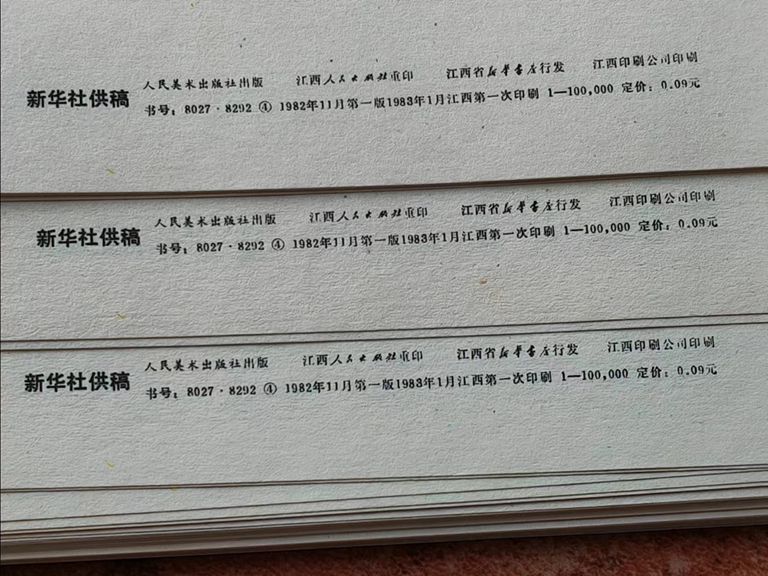 新华社供稿
人民美术出版社出版 江西人民出版社重印 江西省新华书店行发 江西印刷公司印刷
书号：8027·8292 ④ 1982年11月第一版1983年1月江西第一次印刷 1—100,000 定价：0.09元
新华社供稿
人民美术出版社出版 江西人民出版社重印 江西省新华书店行发 江西印刷公司印刷
书号：8027·8292 ④ 1982年11月第一版1983年1月江西第一次印刷 1—100,000 定价：0.09元
新华社供稿
人民美术出版社出版 江西人民出版社重印 江西省新华书店行发 江西印刷公司印刷
书号：8027·8292 ④ 1982年11月第一版1983年1月江西第一次印刷 1—100,000 定价：0.09元